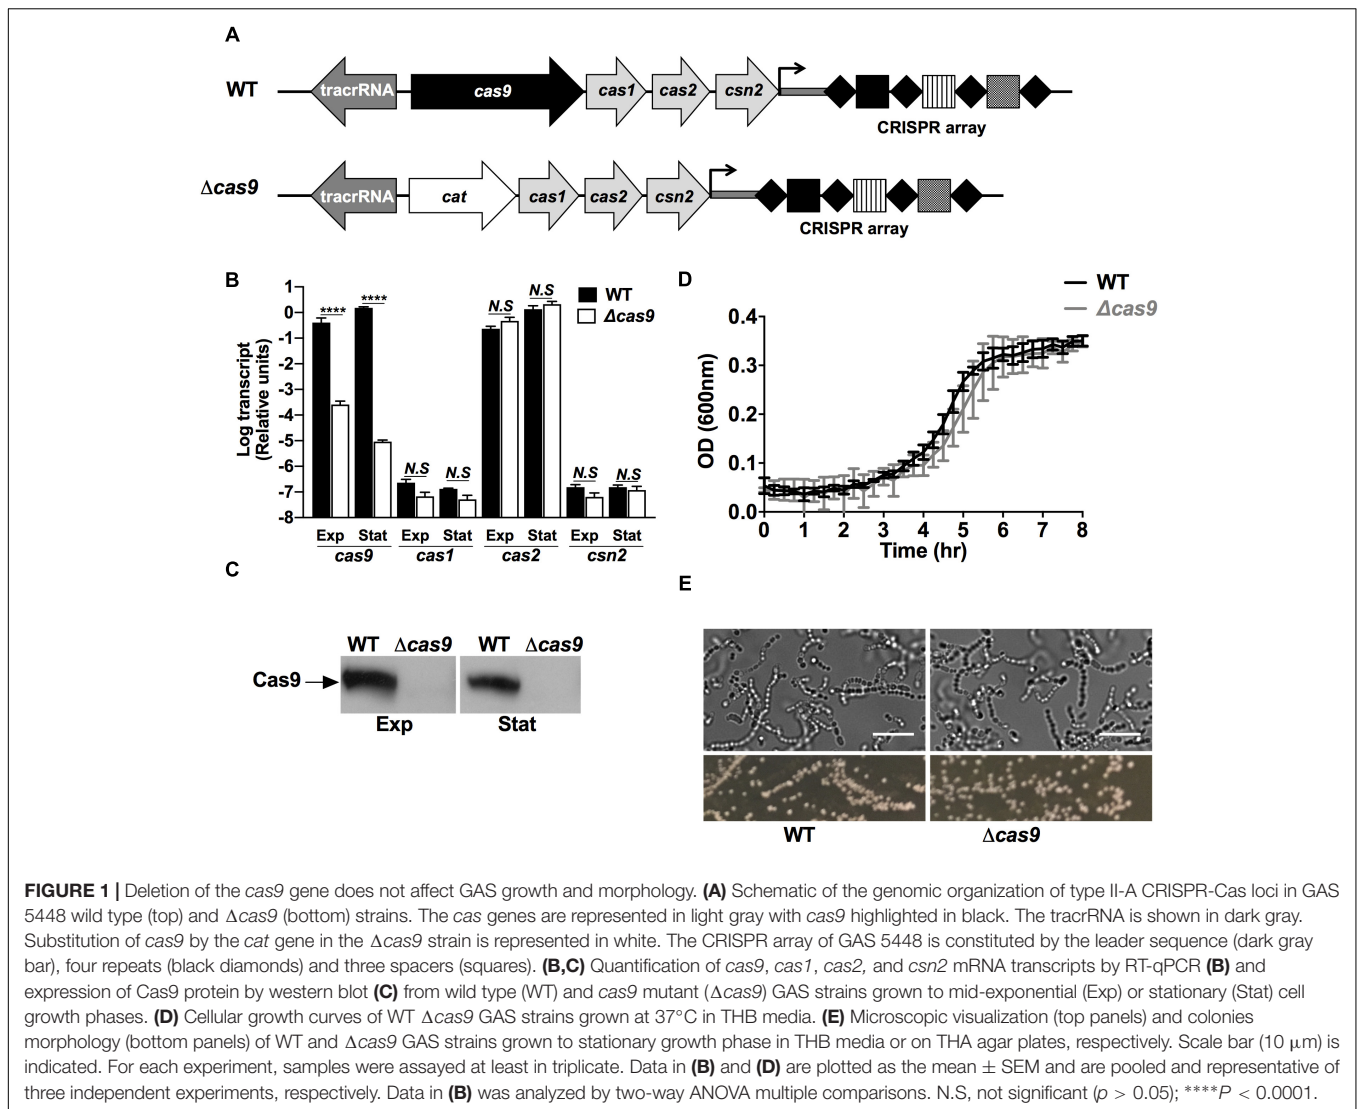 A
WT
tracrRNA cas9 cas1 cas2 csn2
CRISPR array
Δcas9
tracrRNA cat cas1 cas2 csn2
CRISPR array
B
Log transcript
(Relative units)
1
0
-1
-2
-3
-4
-5
-6
-7
-8
**** **** N.S N.S N.S N.S N.S N.S
WT
Δcas9
Exp Stat Exp Stat Exp Stat Exp Stat
cas9 cas1 cas2 csn2
D
WT
Δcas9
OD (600nm)
0.4
0.3
0.2
0.1
0.0
0 1 2 3 4 5 6 7 8
Time (hr)
C
WT Δcas9 WT Δcas9
Cas9
Exp Stat
E
WT Δcas9
FIGURE 1 | Deletion of the cas9 gene does not affect GAS growth and morphology. (A) Schematic of the genomic organization of type II-A CRISPR-Cas loci in GAS
5448 wild type (top) and Δcas9 (bottom) strains. The cas genes are represented in light gray with cas9 highlighted in black. The tracrRNA is shown in dark gray.
Substitution of cas9 by the cat gene in the Δcas9 strain is represented in white. The CRISPR array of GAS 5448 is constituted by the leader sequence (dark gray
bar), four repeats (black diamonds) and three spacers (squares). (B,C) Quantification of cas9, cas1, cas2, and csn2 mRNA transcripts by RT-qPCR (B) and
expression of Cas9 protein by western blot (C) from wild type (WT) and cas9 mutant (Δcas9) GAS strains grown to mid-exponential (Exp) or stationary (Stat) cell
growth phases. (D) Cellular growth curves of WT Δcas9 GAS strains grown at 37°C in THB media. (E) Microscopic visualization (top panels) and colonies
morphology (bottom panels) of WT and Δcas9 GAS strains grown to stationary growth phase in THB media or on THA agar plates, respectively. Scale bar (10 μm) is
indicated. For each experiment, samples were assayed at least in triplicate. Data in (B) and (D) are plotted as the mean ± SEM and are pooled and representative of
three independent experiments, respectively. Data in (B) was analyzed by two-way ANOVA multiple comparisons. N.S, not significant (p > 0.05); ****P < 0.0001.